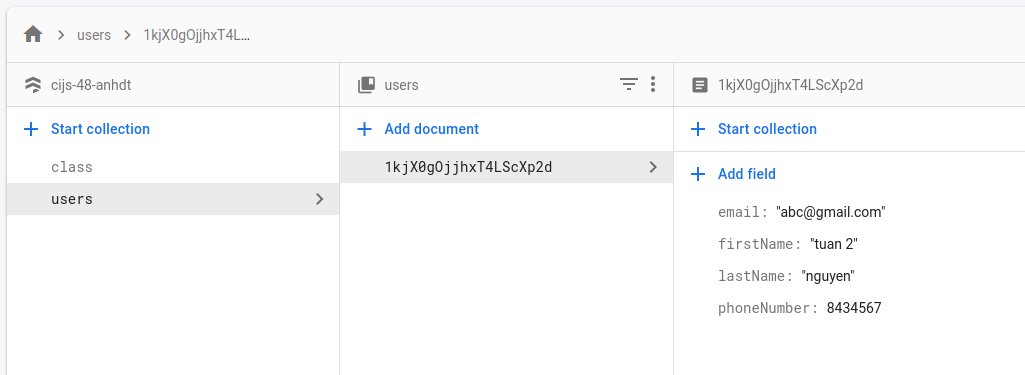 users 1kjX0gOjjhxT4L…
cijs-48-anhdt users 1kjX0gOjjhxT4LScXp2d
Start collection Add document Start collection
class 1kjX0gOjjhxT4LScXp2d Add field
users
email: "abc@gmail.com"
firstName: "tuan 2"
lastName: "nguyen"
phoneNumber: 8434567